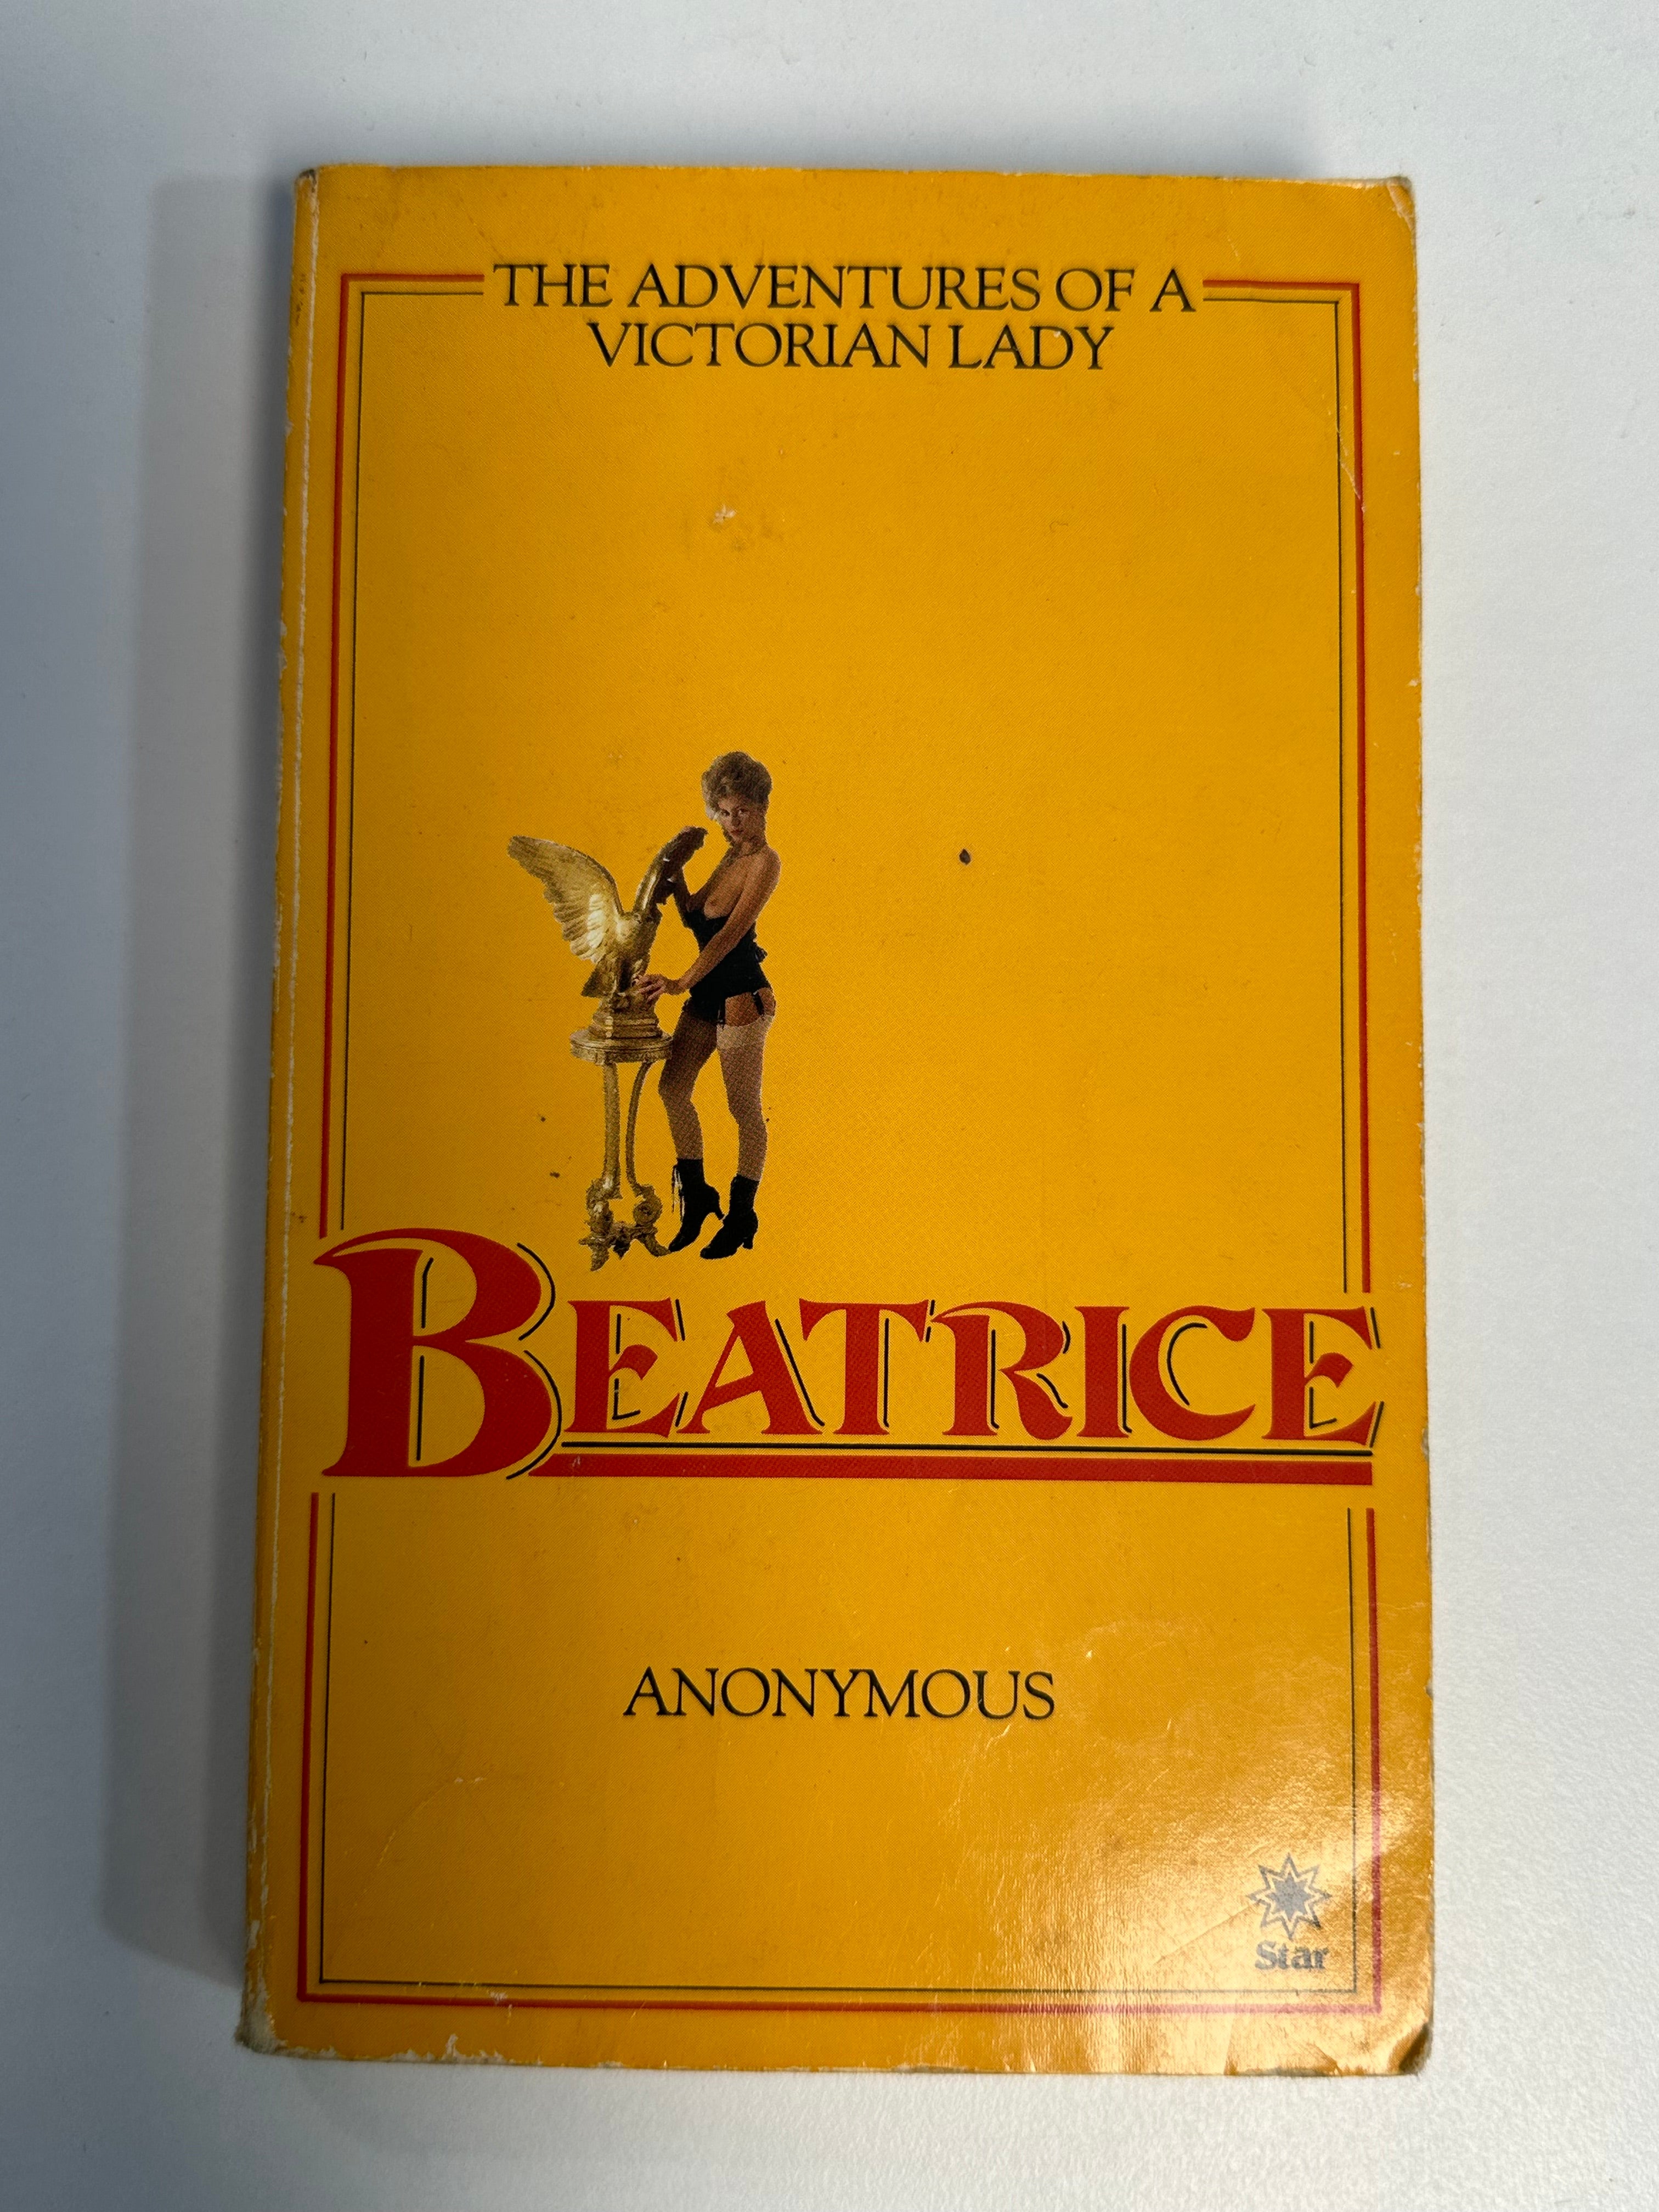 THE ADVENTURES OF A
VICTORIAN LADY
BEATRICE
ANONYMOUS
Star